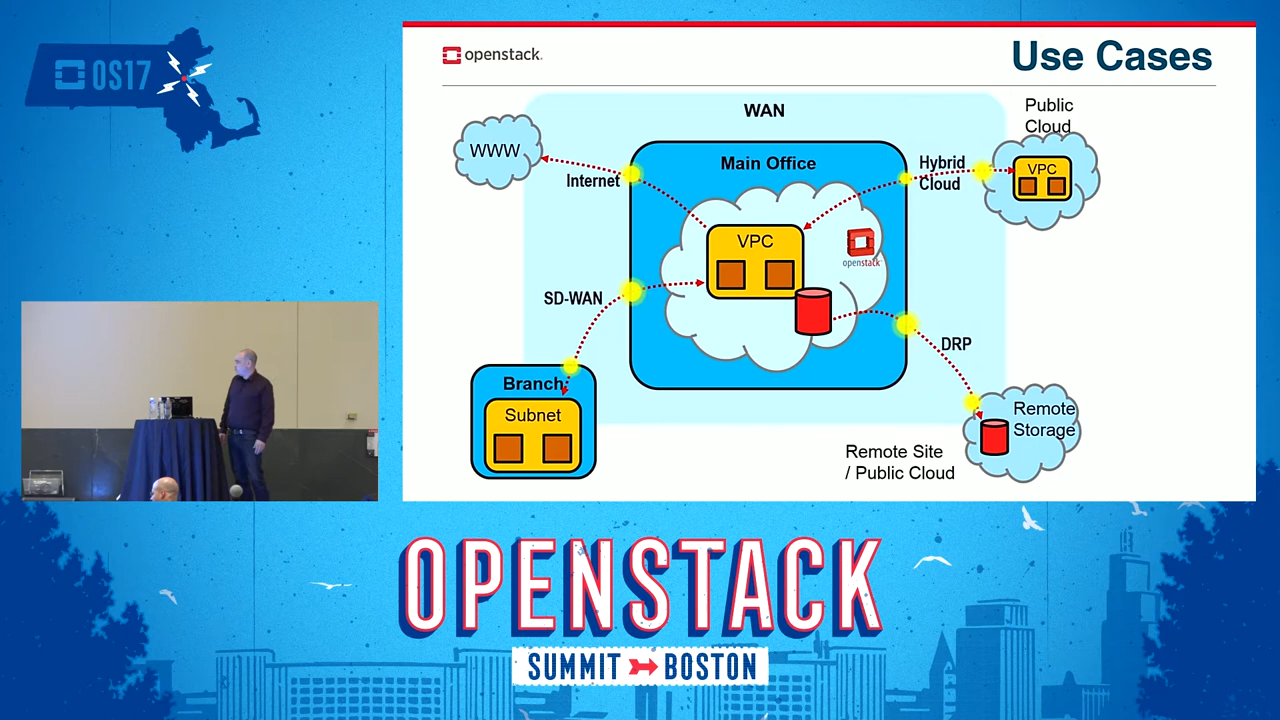 OS17
openstack.
Use Cases
WAN
Public
Cloud
WWW
Main Office
Hybrid
Cloud
VPC
Internet
VPC
openstack
SD-WAN
DRP
Branch
Subnet
Remote
Storage
Remote Site
/ Public Cloud
OPENSTACK
SUMMIT BOSTON